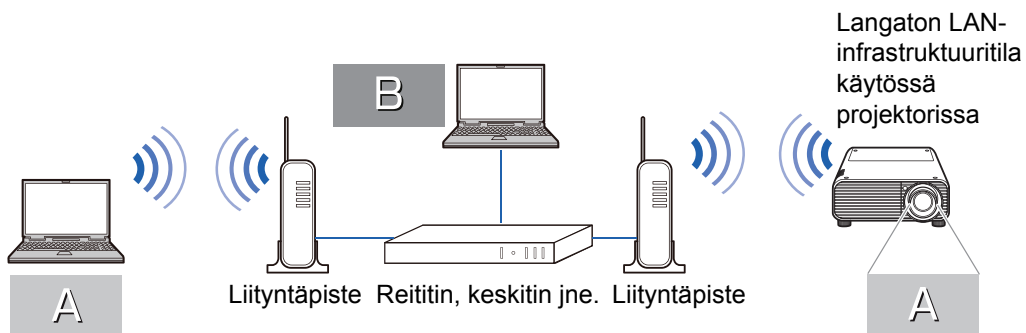 Langaton LAN-
infrastruktuuritila
käytössä
projektorissa
B
A
Liityntäpiste
Reititin, keskitin jne.
Liityntäpiste
A